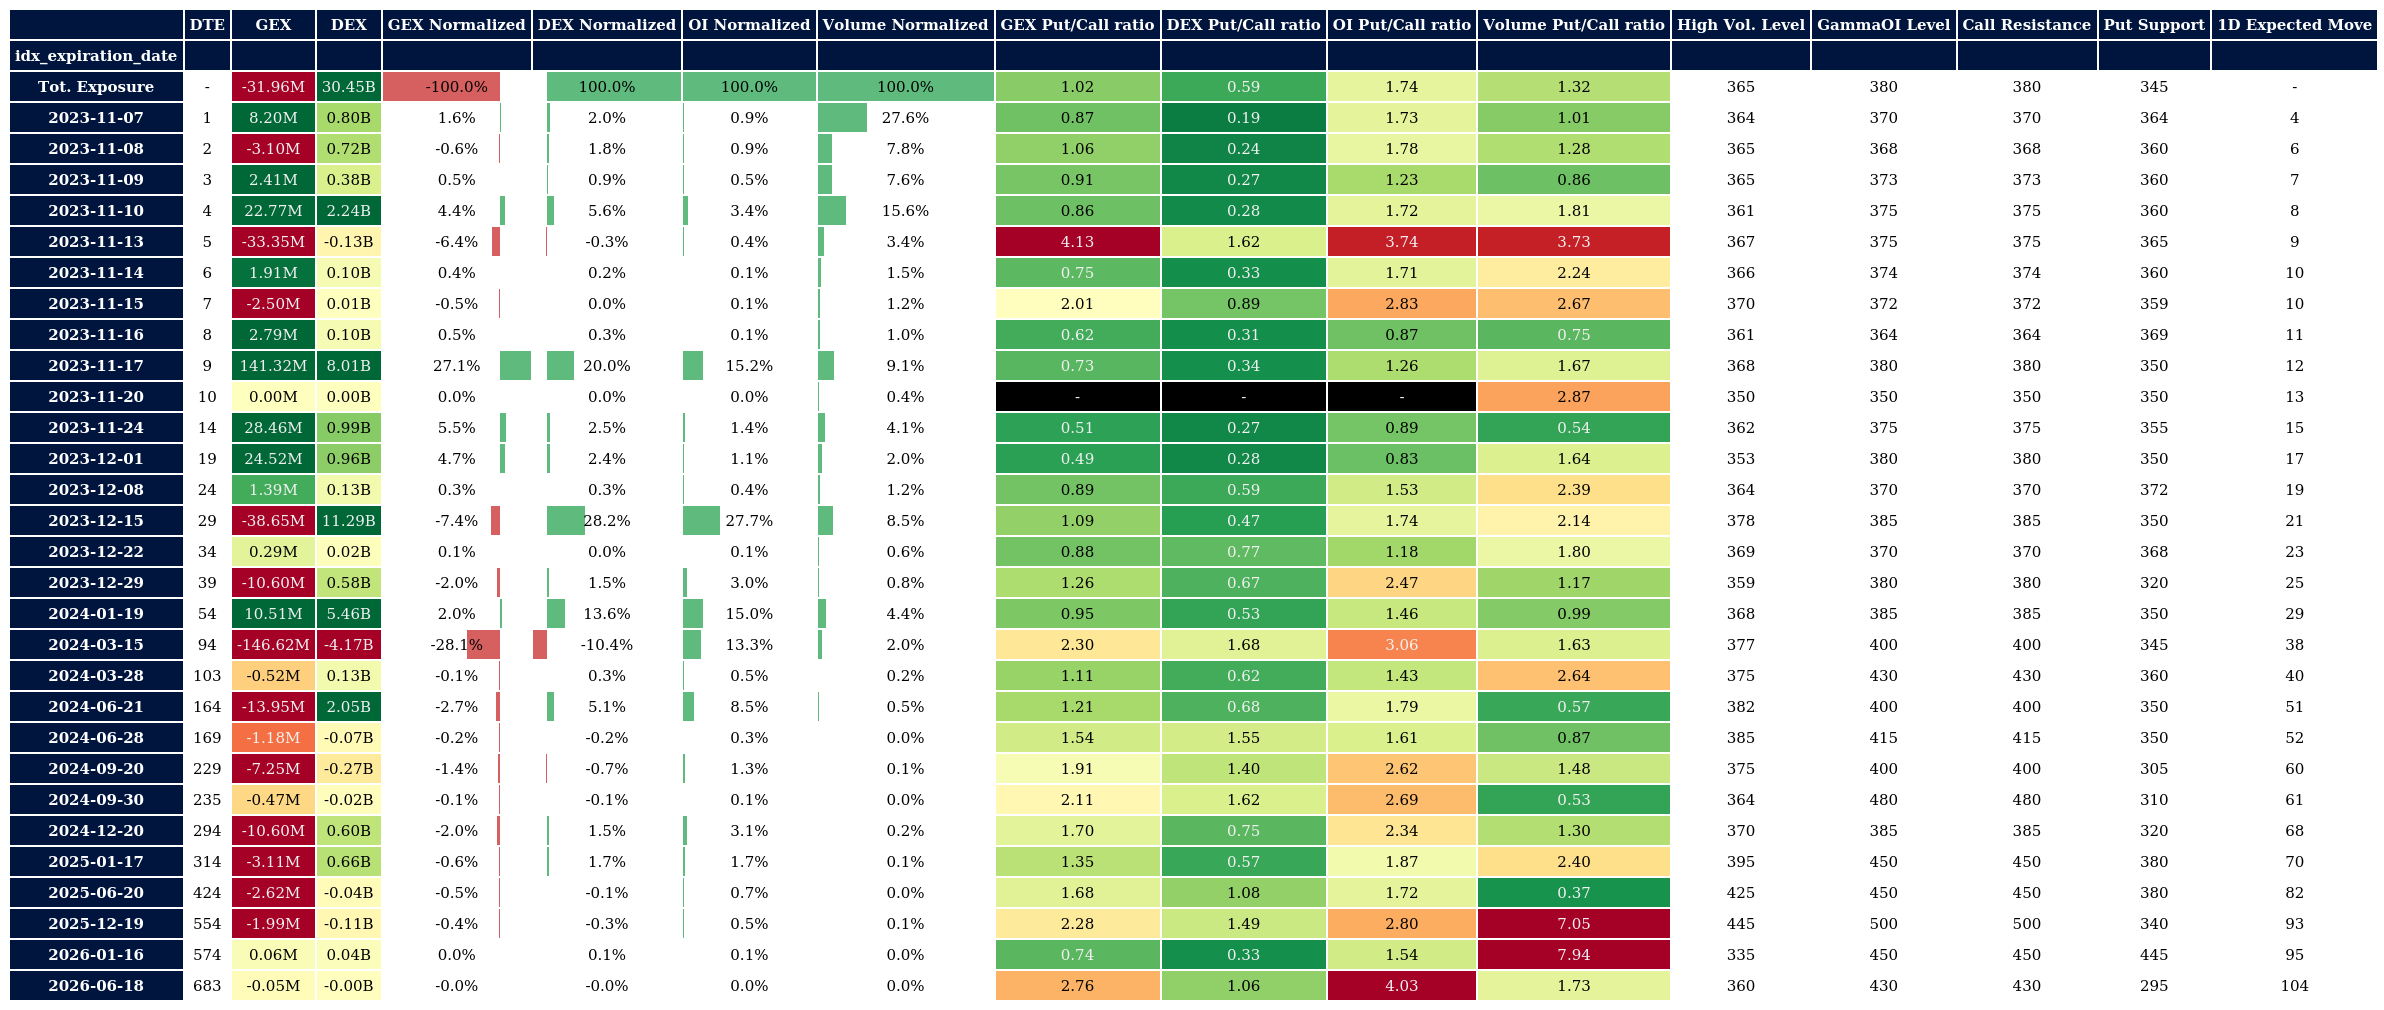 DTE GEX DEX GEX Normalized DEX Normalized OI Normalized Volume Normalized GEX Put/Call ratio DEX Put/Call ratio OI Put/Call ratio Volume Put/Call ratio High Vol. Level GammaOI Level Call Resistance Put Support 1D Expected Move
idx_expiration_date
Tot. Exposure - -31.96M 30.45B -100.0% 100.0% 100.0% 100.0% 1.02 0.59 1.74 1.32 365 380 380 345 -
2023-11-07 1 8.20M 0.80B 1.6% 2.0% 0.9% 27.6% 0.87 0.19 1.73 1.01 364 370 370 364 4
2023-11-08 2 -3.10M 0.72B -0.6% 1.8% 0.9% 7.8% 1.06 0.24 1.78 1.28 365 368 368 360 6
2023-11-09 3 2.41M 0.38B 0.5% 0.9% 0.5% 7.6% 0.91 0.27 1.23 0.86 365 373 373 360 7
2023-11-10 4 22.77M 2.24B 4.4% 5.6% 3.4% 15.6% 0.86 0.28 1.72 1.81 361 375 375 360 8
2023-11-13 5 -33.35M -0.13B -6.4% -0.3% 0.4% 3.4% 4.13 1.62 3.74 3.73 367 375 375 365 9
2023-11-14 6 1.91M 0.10B 0.4% 0.2% 0.1% 1.5% 0.75 0.33 1.71 2.24 366 374 374 360 10
2023-11-15 7 -2.50M 0.01B -0.5% 0.0% 0.1% 1.2% 2.01 0.89 2.83 2.67 370 372 372 359 10
2023-11-16 8 2.79M 0.10B 0.5% 0.3% 0.1% 1.0% 0.62 0.31 0.87 0.75 361 364 364 369 11
2023-11-17 9 141.32M 8.01B 27.1% 20.0% 15.2% 9.1% 0.73 0.34 1.26 1.67 368 380 380 350 12
2023-11-20 10 0.00M 0.00B 0.0% 0.0% 0.0% 0.4% - - - 2.87 350 350 350 350 13
2023-11-24 14 28.46M 0.99B 5.5% 2.5% 1.4% 4.1% 0.51 0.27 0.89 0.54 362 375 375 355 15
2023-12-01 19 24.52M 0.96B 4.7% 2.4% 1.1% 2.0% 0.49 0.28 0.83 1.64 353 380 380 350 17
2023-12-08 24 1.39M 0.13B 0.3% 0.3% 0.4% 1.2% 0.89 0.59 1.53 2.39 364 370 370 372 19
2023-12-15 29 -38.65M 11.29B -7.4% 28.2% 27.7% 8.5% 1.09 0.47 1.74 2.14 378 385 385 350 21
2023-12-22 34 0.29M 0.02B 0.1% 0.0% 0.1% 0.6% 0.88 0.77 1.18 1.80 369 370 370 368 23
2023-12-29 39 -10.60M 0.58B -2.0% 1.5% 3.0% 0.8% 1.26 0.67 2.47 1.17 359 380 380 320 25
2024-01-19 54 10.51M 5.46B 2.0% 13.6% 15.0% 4.4% 0.95 0.53 1.46 0.99 368 385 385 350 29
2024-03-15 94 -146.62M -4.17B -28.1% -10.4% 13.3% 2.0% 2.30 1.68 3.06 1.63 377 400 400 345 38
2024-03-28 103 -0.52M 0.13B -0.1% 0.3% 0.5% 0.2% 1.11 0.62 1.43 2.64 375 430 430 360 40
2024-06-21 164 -13.95M 2.05B -2.7% 5.1% 8.5% 0.5% 1.21 0.68 1.79 0.57 382 400 400 350 51
2024-06-28 169 -1.18M -0.07B -0.2% -0.2% 0.3% 0.0% 1.54 1.55 1.61 0.87 385 415 415 350 52
2024-09-20 229 -7.25M -0.27B -1.4% -0.7% 1.3% 0.1% 1.91 1.40 2.62 1.48 375 400 400 305 60
2024-09-30 235 -0.47M -0.02B -0.1% -0.1% 0.1% 0.0% 2.11 1.62 2.69 0.53 364 480 480 310 61
2024-12-20 294 -10.60M 0.60B -2.0% 1.5% 3.1% 0.2% 1.70 0.75 2.34 1.30 370 385 385 320 68
2025-01-17 314 -3.11M 0.66B -0.6% 1.7% 1.7% 0.1% 1.35 0.57 1.87 2.40 395 450 450 380 70
2025-06-20 424 -2.62M -0.04B -0.5% -0.1% 0.7% 0.0% 1.68 1.08 1.72 0.37 425 450 450 380 82
2025-12-19 554 -1.99M -0.11B -0.4% -0.3% 0.5% 0.1% 2.28 1.49 2.80 7.05 445 500 500 340 93
2026-01-16 574 0.06M 0.04B 0.0% 0.1% 0.1% 0.0% 0.74 0.33 1.54 7.94 335 450 450 445 95
2026-06-18 683 -0.05M -0.00B -0.0% -0.0% 0.0% 0.0% 2.76 1.06 4.03 1.73 360 430 430 295 104